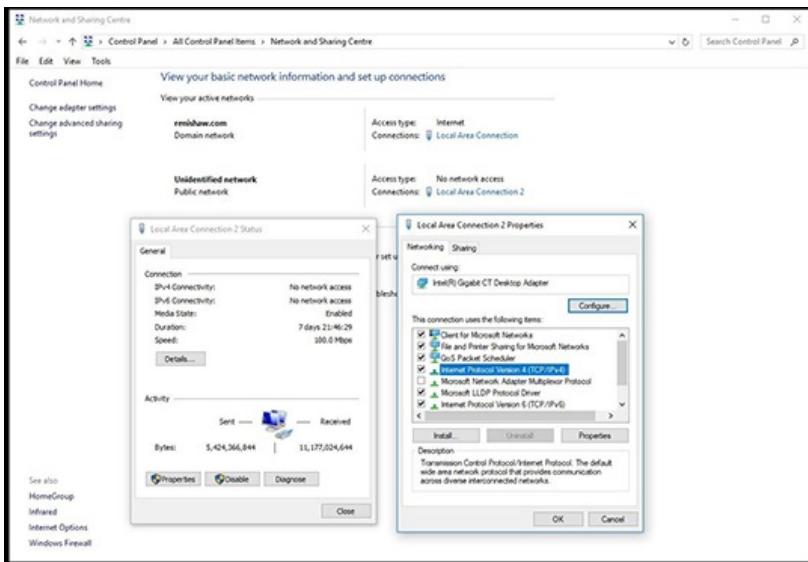 Network and Sharing Centre
Control Panel > All Control Panel Items > Network and Sharing Centre
Search Control Panel
File Edit View Tools
Control Panel Home
Change adapter settings
Change advanced sharing
settings
View your basic network information and set up connections
View your active networks
renishaw.com
Domain network
Access type: Internet
Connections: Local Area Connection
Unidentified network
Public network
Access type: No network access
Connections: Local Area Connection 2
Local Area Connection 2 Status
General
Connection
IPv4 Connectivity: No network access
IPv6 Connectivity: No network access
Media State: Enabled
Duration: 7 days 21:46:29
Speed: 100.0 Mbps
Details...
Activity
Sent Received
Bytes: 5,424,366,844 11,177,024,644
Properties Disable Diagnose
Close
r set u
blesh
Local Area Connection 2 Properties
Networking Sharing
Connect using:
Intel(R) Gigabit CT Desktop Adapter
Configure...
This connection uses the following items:
Client for Microsoft Networks
File and Printer Sharing for Microsoft Networks
QoS Packet Scheduler
Internet Protocol Version 4 (TCP/IPv4)
Microsoft Network Adapter Multiplexor Protocol
Microsoft LLDP Protocol Driver
Internet Protocol Version 6 (TCP/IPv6)
Install... Uninstall Properties
Description
Transmission Control Protocol/Internet Protocol. The default
wide area network protocol that provides communication
across diverse interconnected networks.
OK Cancel
See also
HomeGroup
Infrared
Internet Options
Windows Firewall